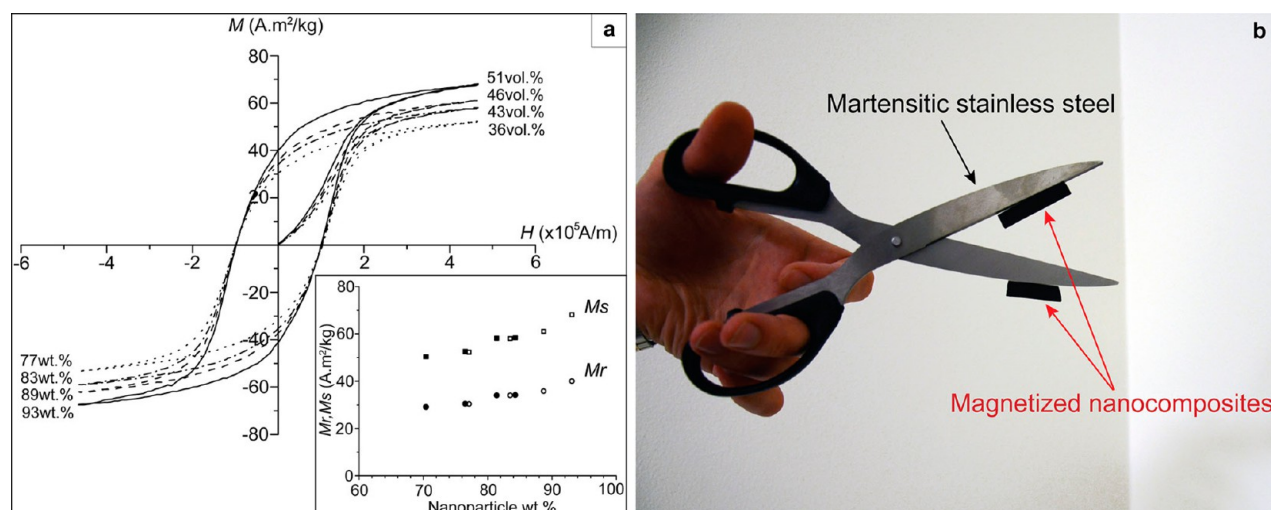 M (A.m²/kg)
a
80
60
40
20
-20
-40
-60
-80
51vol.%
46vol.%
43vol.%
36vol.%
H (x10⁵A/m)
-6 -4 -2 0 2 4 6
77wt.%
83wt.%
89wt.%
93wt.%
Mr,Ms (A.m²/kg)
80
60
40
20
0
Ms
Mr
60 70 80 90 100
Nanoparticle wt.%
b
Martensitic stainless steel
Magnetized nanocomposites